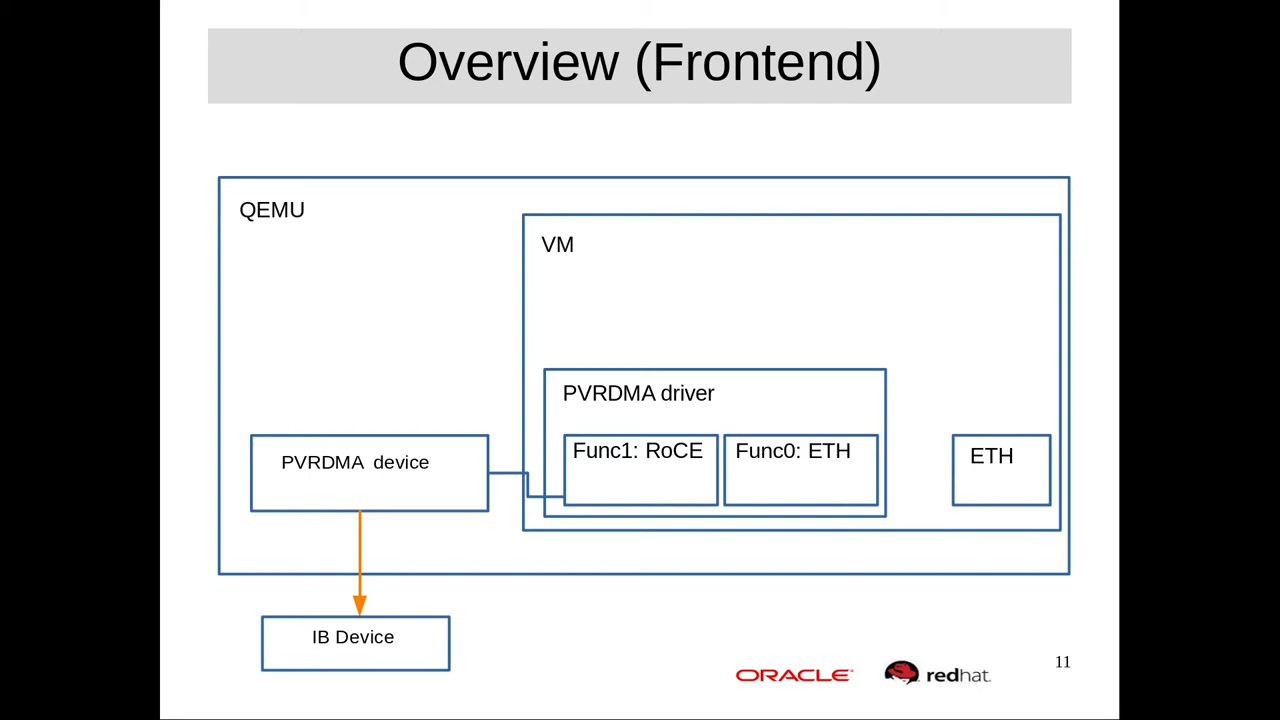 Overview (Frontend)
QEMU
VM
PVRDMA driver
Func1: RoCE
Func0: ETH
ETH
PVRDMA  device
IB Device
ORACLE
redhat.
11